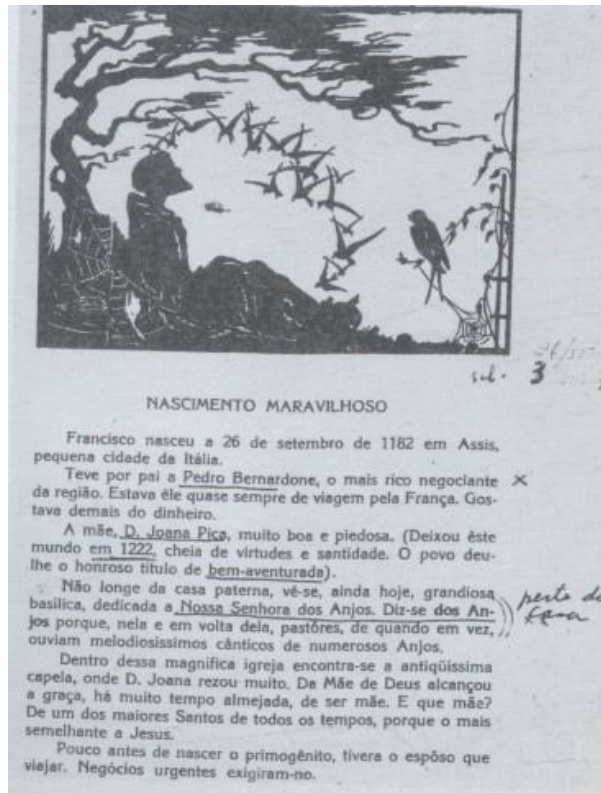 sul. 3
NASCIMENTO MARAVILHOSO
Francisco nasceu a 26 de setembro de 1182 em Assis,
pequena cidade da Itália.
Teve por pai a Pedro Bernardone, o mais rico negociante x
da região. Estava êle quase sempre de viagem pela França. Gos-
tava demais do dinheiro.
A mãe, D. Joana Pica, muito boa e piedosa. (Deixou êste
mundo em 1222, cheia de virtudes e santidade. O povo deu-
lhe o honroso título de bem-aventurada).
Não longe da casa paterna, vê-se, ainda hoje, grandiosa
basílica, dedicada a Nossa Senhora dos Anjos. Diz-se dos An-
jos porque, nela e em volta dela, pastôres, de quando em vez,
ouviam melodiosíssimos cânticos de numerosos Anjos.
perto da
casa
Dentro dessa magnífica igreja encontra-se a antiqüíssima
capela, onde D. Joana rezou muito. Da Mãe de Deus alcançou
a graça, há muito tempo almejada, de ser mãe. E que mãe?
De um dos maiores Santos de todos os tempos, porque o mais
semelhante a Jesus.
Pouco antes de nascer o primogênito, tivera o espôso que
viajar. Negócios urgentes exigiram-no.